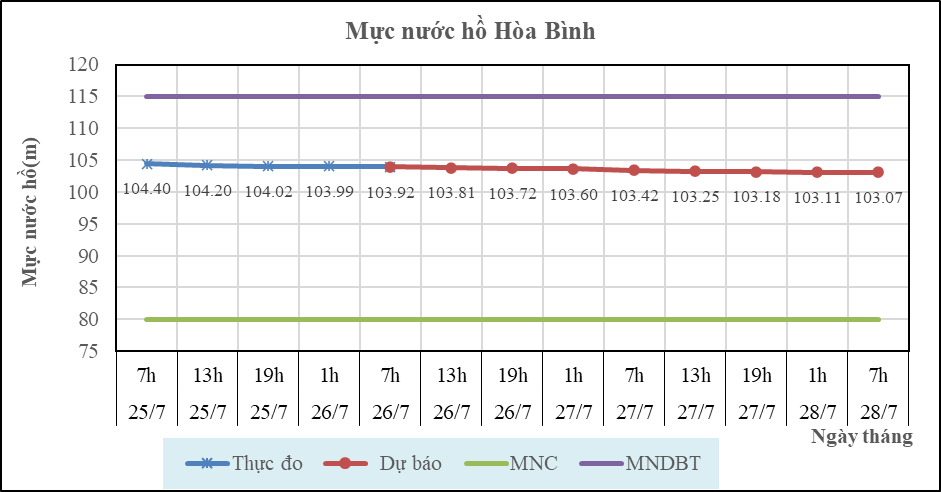 Mực nước hồ Hòa Bình
Mực nước hồ(m)
120
115
110
105
100
95
90
85
80
75
104.40 104.20 104.02 103.99 103.92 103.81 103.72 103.60 103.42 103.25 103.18 103.11 103.07
7h 13h 19h 1h 7h 13h 19h 1h 7h 13h 19h 1h 7h
25/7 25/7 25/7 26/7 26/7 26/7 26/7 27/7 27/7 27/7 27/7 28/7 28/7
Ngày tháng
Thực đo Dự báo MNC MNDBT